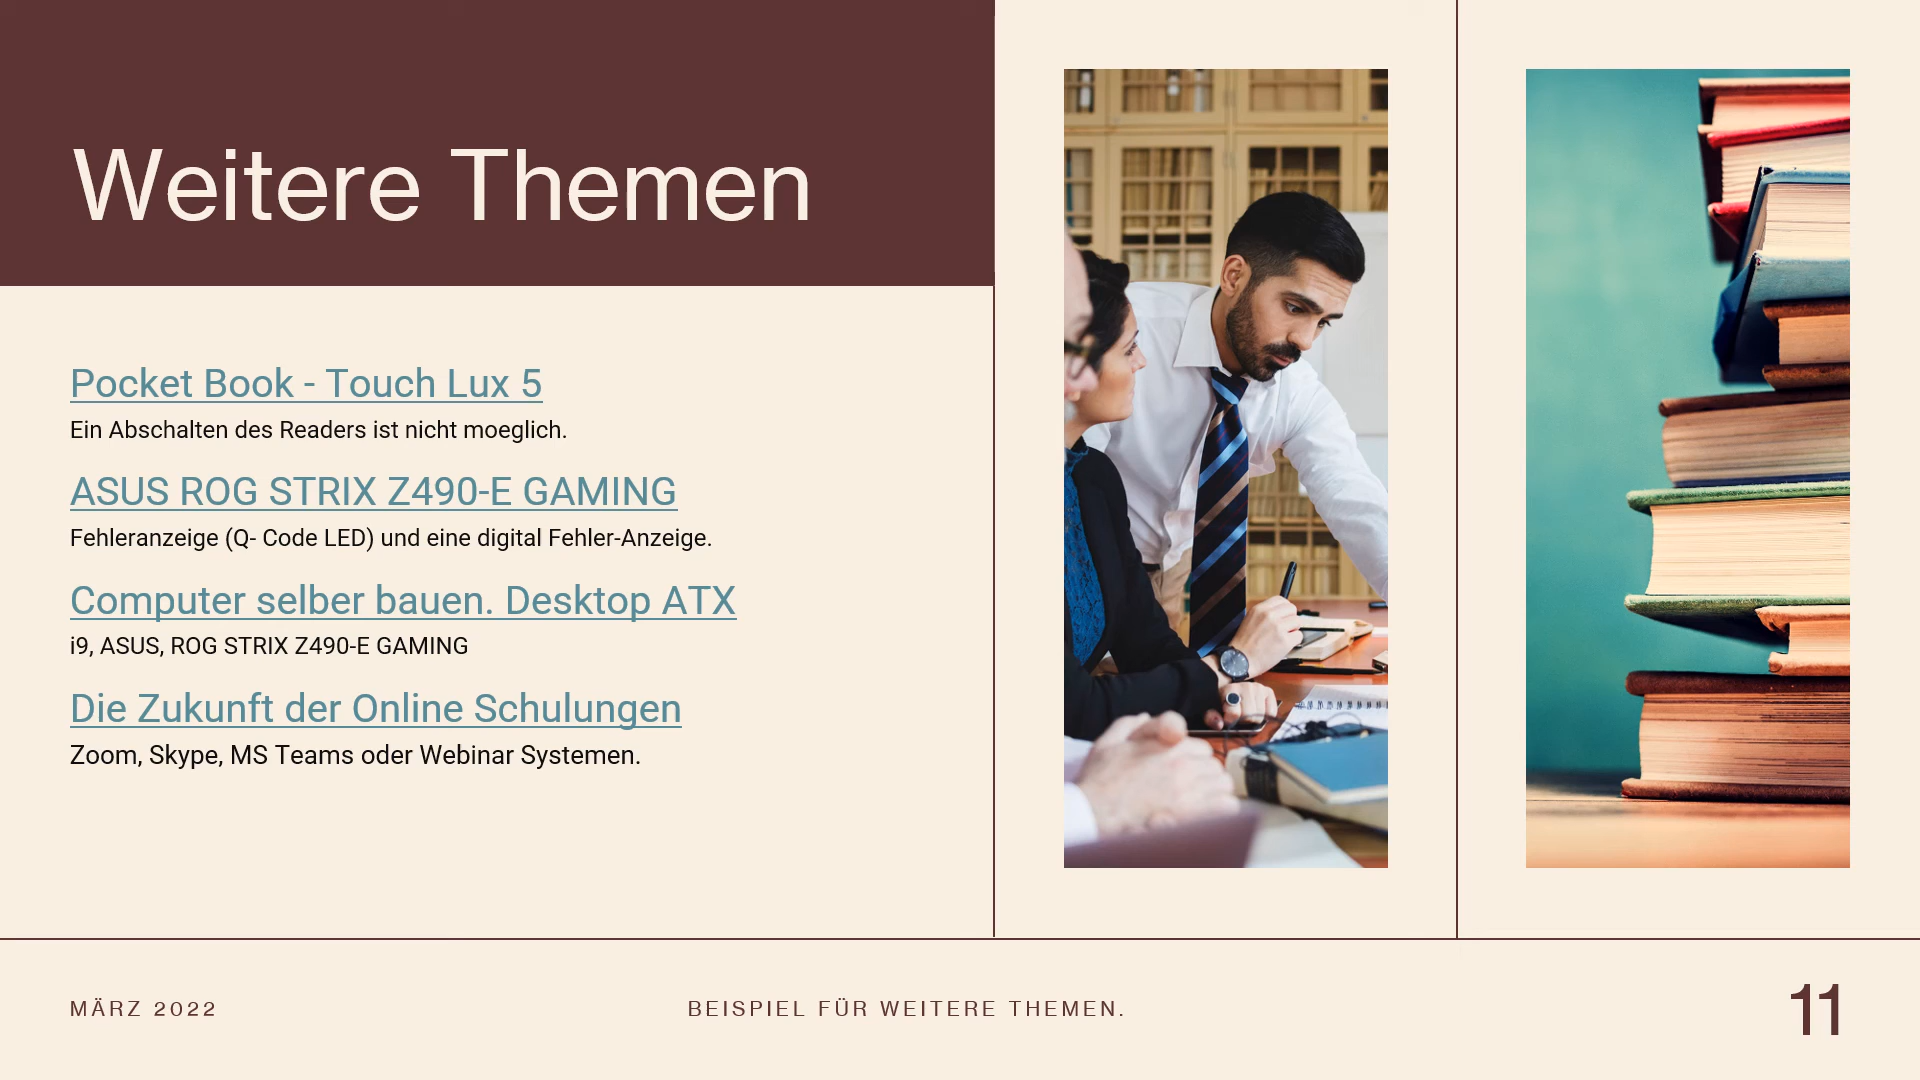 Weitere Themen
Pocket Book - Touch Lux 5
Ein Abschalten des Readers ist nicht moeglich.
ASUS ROG STRIX Z490-E GAMING
Fehleranzeige (Q- Code LED) und eine digital Fehler-Anzeige.
Computer selber bauen. Desktop ATX
i9, ASUS, ROG STRIX Z490-E GAMING
Die Zukunft der Online Schulungen
Zoom, Skype, MS Teams oder Webinar Systemen.
MÄRZ 2022
BEISPIEL FÜR WEITERE THEMEN.
11